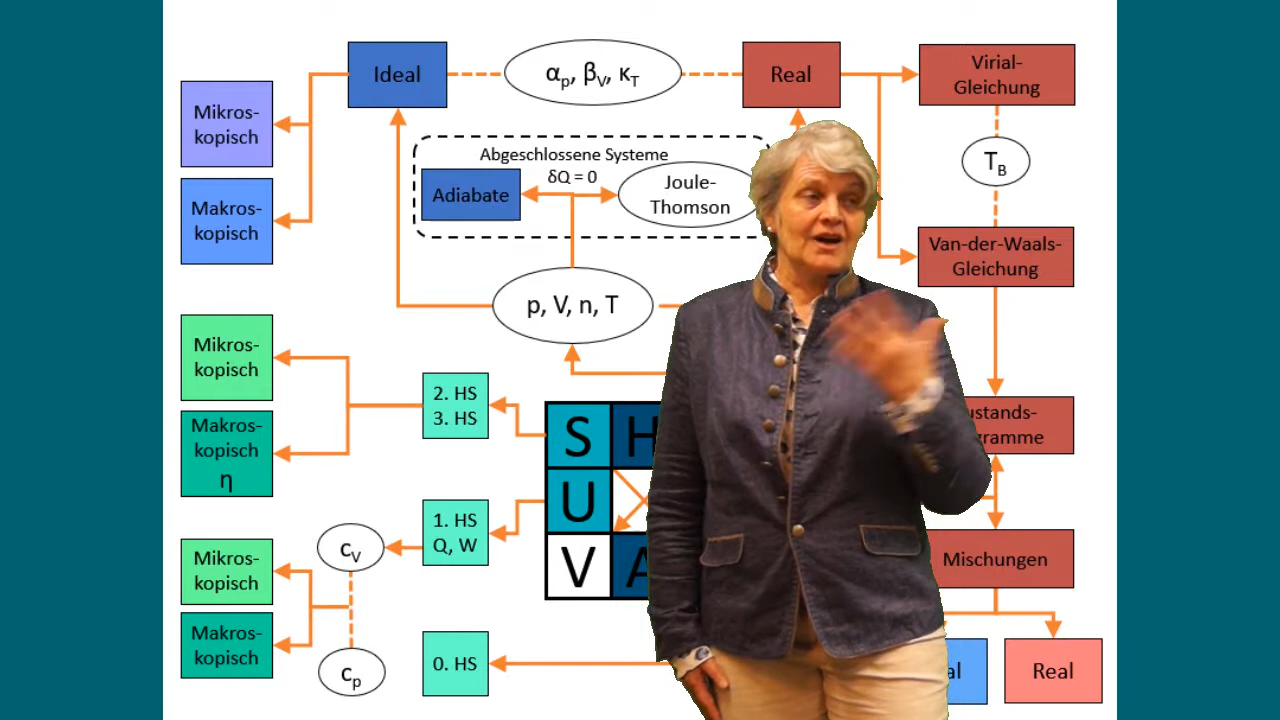 Ideal
αp, βV, κT
Real
Virial-
Gleichung
Mikros-
kopisch
Makros-
kopisch
Abgeschlossene Systeme
δQ = 0
Adiabate
Joule-
Thomson
TB
Van-der-Waals-
Gleichung
p, V, n, T
Mikros-
kopisch
Makros-
kopisch
η
2. HS
3. HS
S H
U
V
1. HS
Q, W
cV
Mikros-
kopisch
Makros-
kopisch
cp
0. HS
Mischungen
Real